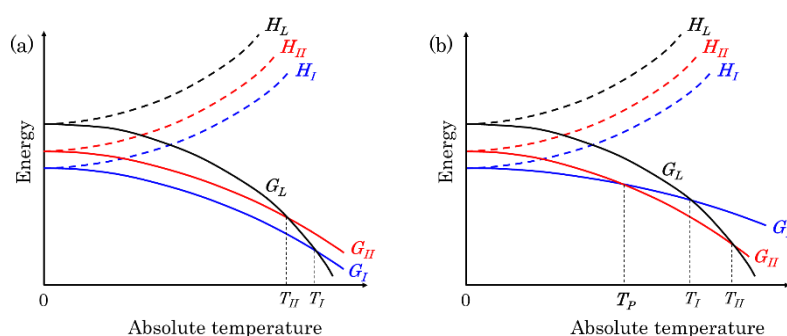 (a)
H_L
H_II
H_I
Energy
G_L
G_II
G_I
0
T_II
T_I
Absolute temperature
(b)
H_L
H_II
H_I
Energy
G_L
G_II
0
T_P
T_I
T_II
Absolute temperature